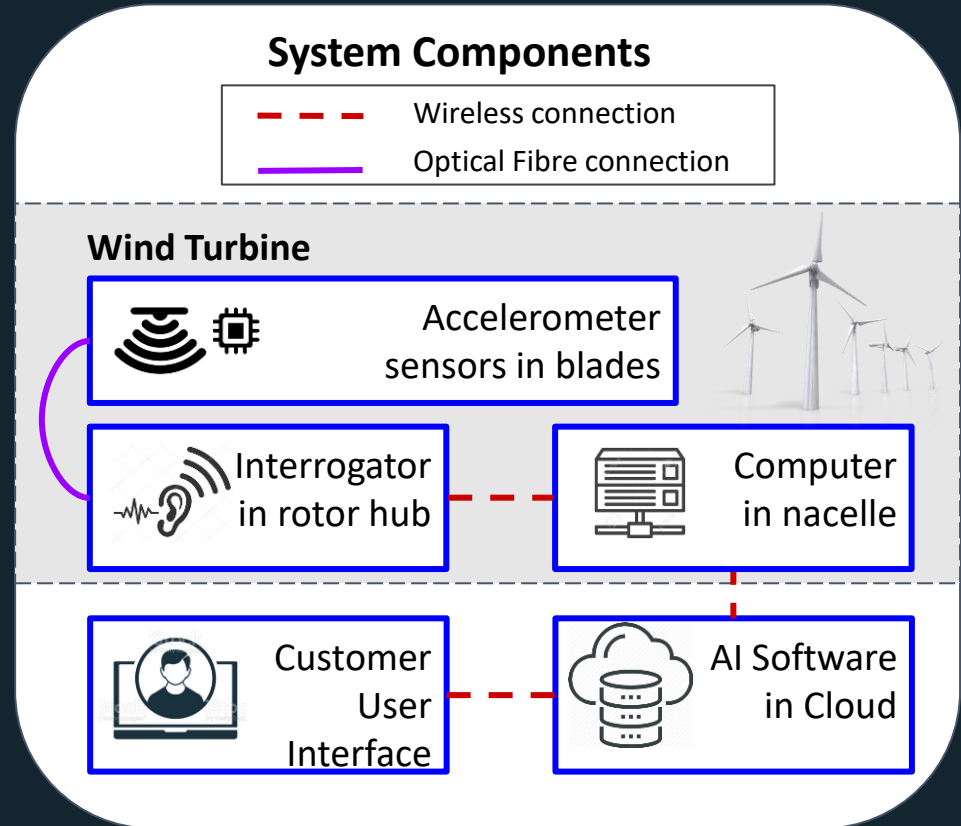 System Components
Wireless connection
Optical Fibre connection
Wind Turbine
Accelerometer
sensors in blades
Interrogator
in rotor hub
Computer
in nacelle
Customer
User
Interface
AI Software
in Cloud